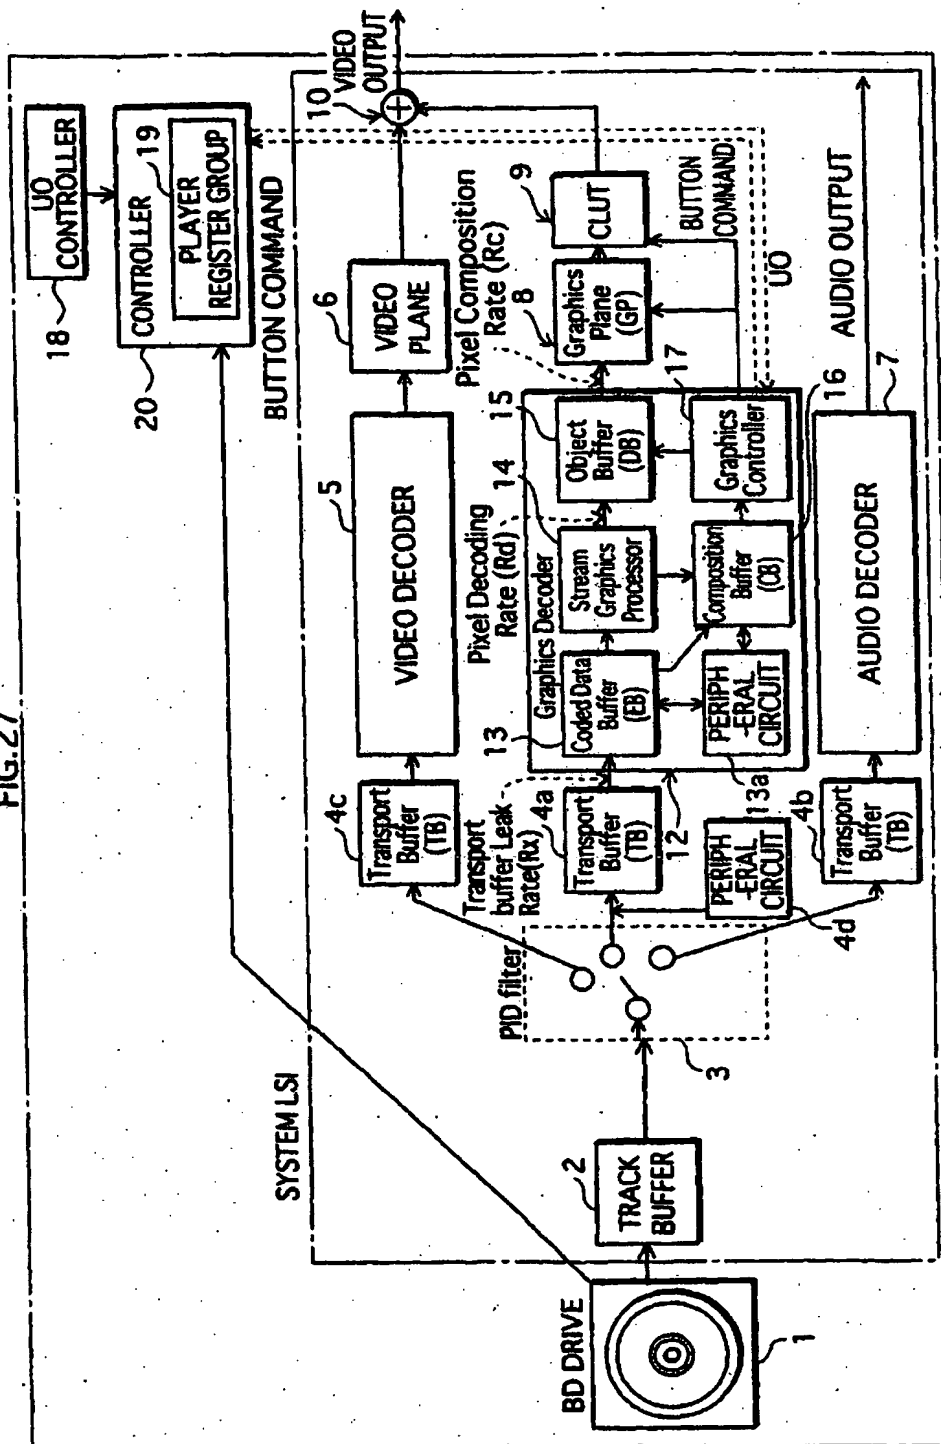 FIG.27
18
UO
CONTROLLER
20
CONTROLLER
19
PLAYER
REGISTER GROUP
BUTTON COMMAND
SYSTEM LSI
10
VIDEO
OUTPUT
4c
Transport
Buffer
(TB)
5
VIDEO DECODER
6
VIDEO
PLANE
Transport
buffer Leak
Rate(Rx)
Pixel Decoding
Rate (Rd)
Pixel Composition
Rate (Rc)
PID filter
3
4a
Transport
Buffer
(TB)
Graphics Decoder
13
Coded Data
Buffer
(EB)
14
Stream
Graphics
Processor
15
Object
Buffer
(DB)
8
Graphics
Plane
(GP)
9
CLUT
BD DRIVE
1
2
TRACK
BUFFER
PERIPH
-ERAL
CIRCUIT
4d
12
13a
PERIPH
-ERAL
CIRCUIT
Composition
Buffer
(CB)
16
17
Graphics
Controller
BUTTON
COMMAND
UO
4b
Transport
Buffer
(TB)
AUDIO DECODER
7
AUDIO OUTPUT